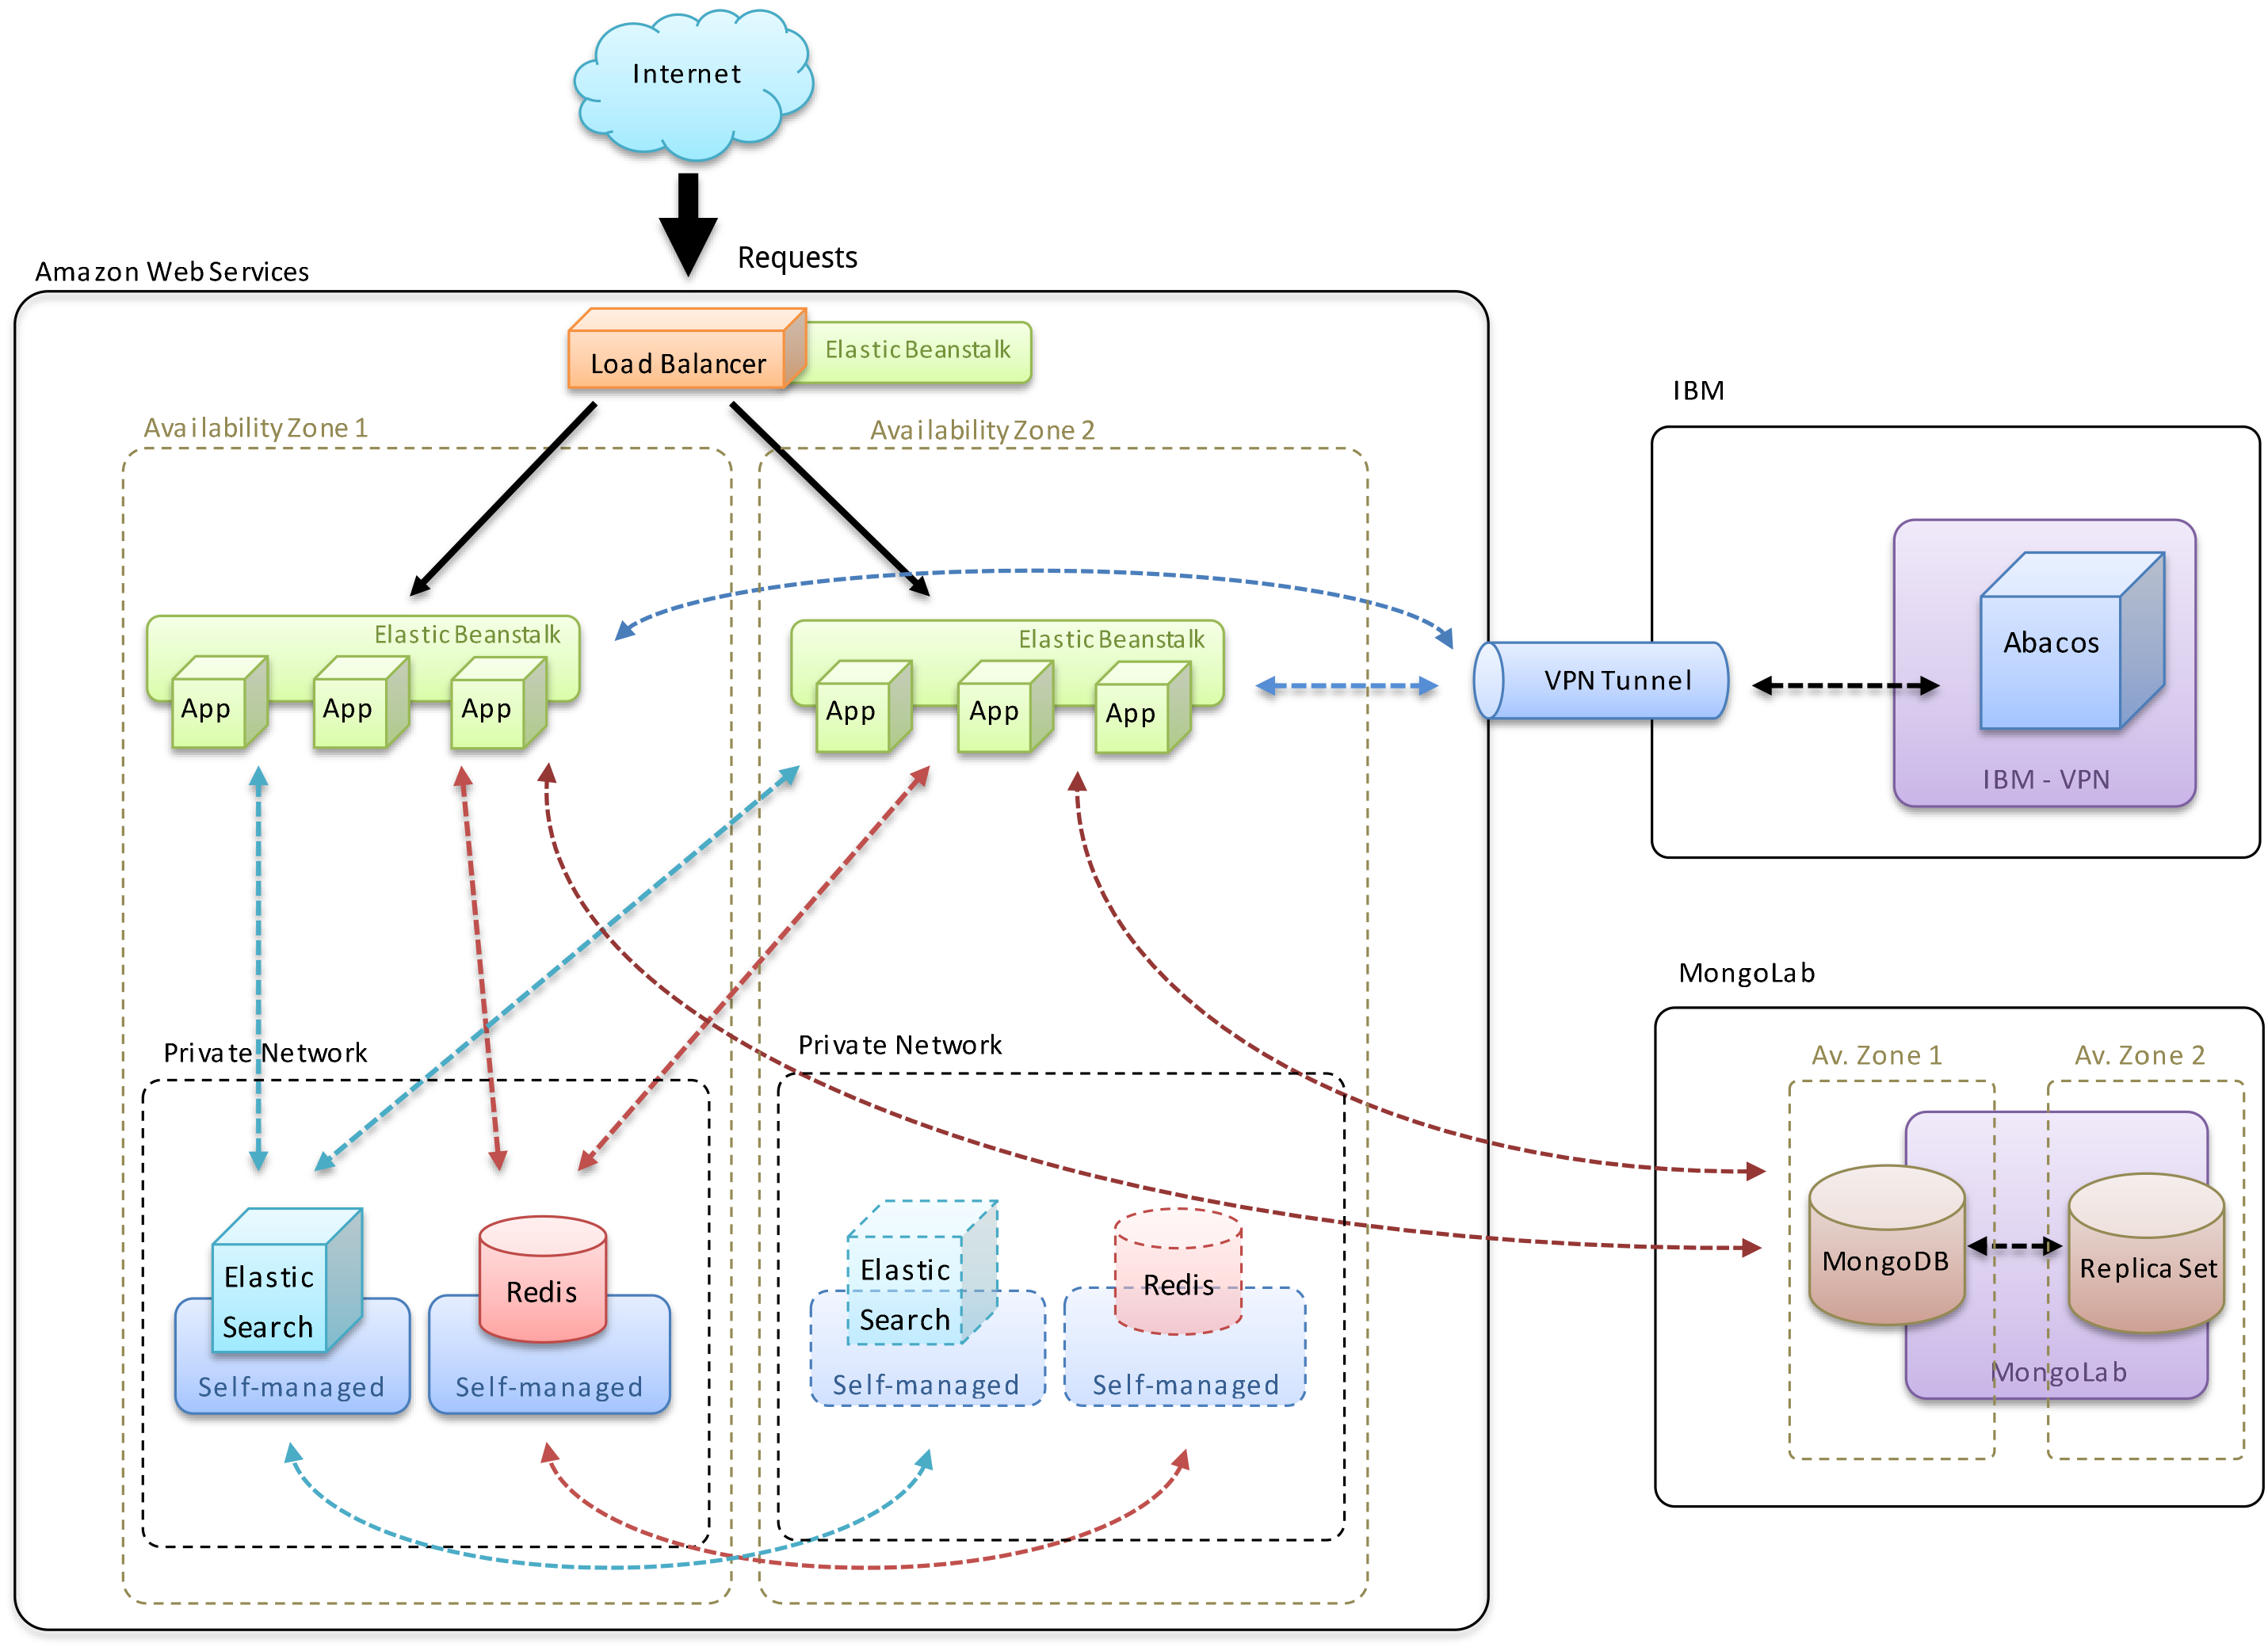 Internet
Requests
Amazon Web Services
Load Balancer
Elastic Beanstalk
Availability Zone 1
Availability Zone 2
Elastic Beanstalk
App
App
App
Elastic Beanstalk
App
App
App
VPN Tunnel
IBM
Abacos
IBM - VPN
Private Network
Elastic
Search
Self-managed
Redis
Self-managed
Private Network
Elastic
Search
Self-managed
Redis
Self-managed
MongoLab
Av. Zone 1
Av. Zone 2
MongoDB
Replica Set
MongoLab